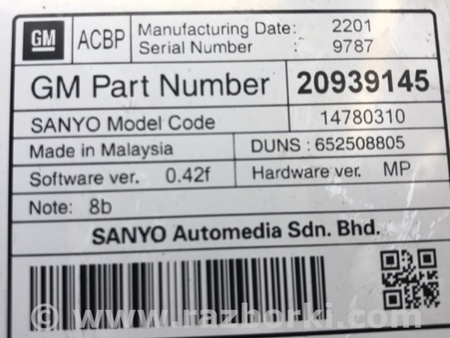 GM ACBP Manufacturing Date: 2201
Serial Number : 9787
GM Part Number 20939145
SANYO Model Code 14780310
Made in Malaysia DUNS : 652508805
Software ver. 0.42f Hardware ver. MP
Note: 8b
SANYO Automedia Sdn. Bhd.
© www.razborki.com